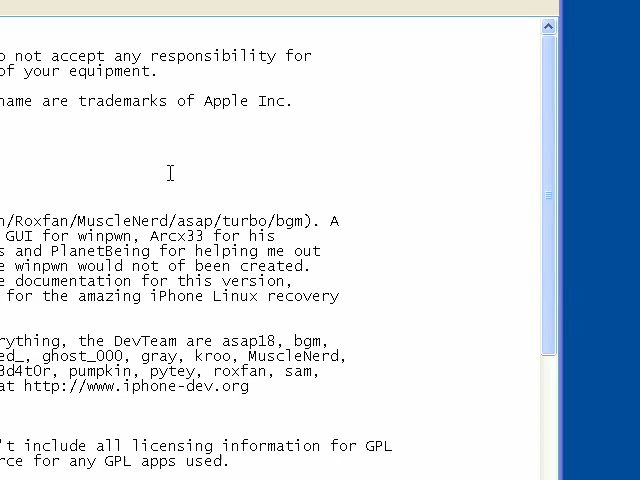 o not accept any responsibility for
of your equipment.
name are trademarks of Apple Inc.
n/Roxfan/MuscleNerd/asap/turbo/bgm). A
GUI for winpwn, Arcx33 for his
s and PlanetBeing for helping me out
e winpwn would not of been created.
e documentation for this version,
for the amazing iPhone Linux recovery
rything, the DevTeam are asap18, bgm,
ed_, ghost_000, gray, kroo, MuscleNerd,
3d4t0r, pumpkin, pytey, roxfan, sam,
at http://www.iphone-dev.org
't include all licensing information for GPL
rce for any GPL apps used.